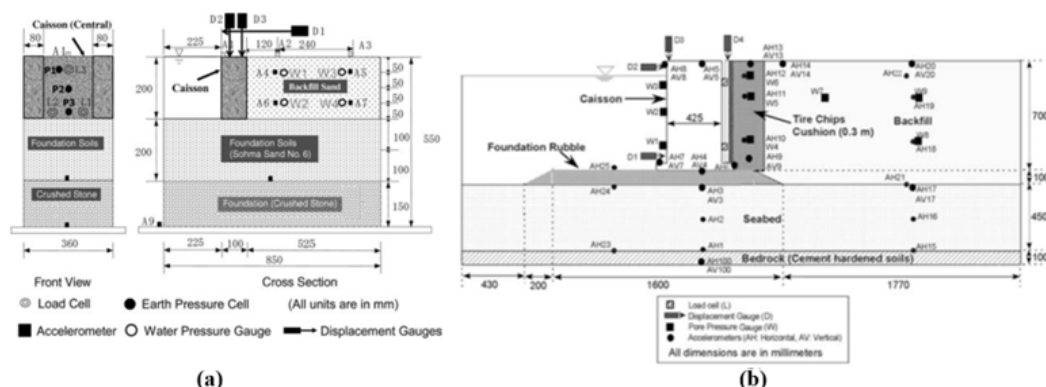 Caisson (Central)
80
80
A1
P1
L3
P2
P3
L2
L1
Foundation Soils
Crushed Stone
360
Front View
D2 D3
D1
225
120 A2 240
A1
A3
A4
W1
W3
A5
Backfill Sand
A6
W2
W4
A7
Caisson
200
200
50
50
50
50
100
100
150
550
Foundation Soils
(Sohma Sand No. 6)
Foundation (Crushed Stone)
A9
225
100
525
850
Cross Section
Load Cell
Earth Pressure Cell
(All units are in mm)
Accelerometer
Water Pressure Gauge
Displacement Gauges
(a)
D3
D4
D2
AH6
AV6
AH5
AV5
AH13
AV13
AH14
AV14
AH20
AV20
AH12
W6
AH11
W5
AH10
W4
AH9
AV9
W3
W2
W1
W7
W9
AH19
W8
AH18
Caisson
425
Tire Chips
Cushion (0.3 m)
Backfill
700
Foundation Rubble
D1
AH7
AV7
AH4
AV4
AH25
AH24
AH3
AV3
AH21
AH17
AV17
100
AH2
Seabed
AH16
450
AH23
AH1
AH15
Bedrock (Cement hardened soils)
AH100
AV100
100
430
200
1600
1770
Load cell (L)
Displacement Gauge (D)
Pore Pressure Gauge (W)
Accelerometers (AH: Horizontal, AV: Vertical)
All dimensions are in millimeters
(b)